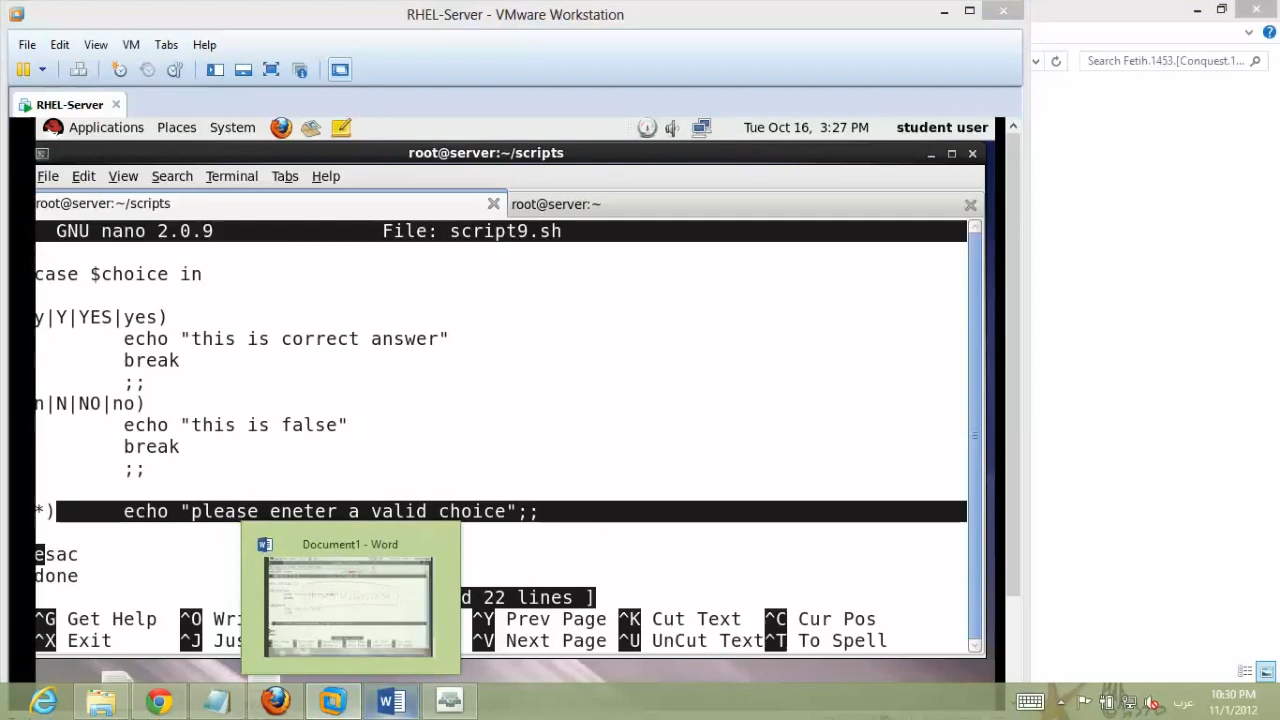 RHEL-Server - VMware Workstation
File Edit View VM Tabs Help
Search Fetih.1453.[Conquest.1...
RHEL-Server
Applications Places System Tue Oct 16, 3:27 PM student user
root@server:~/scripts
File Edit View Search Terminal Tabs Help
root@server:~/scripts root@server:~
GNU nano 2.0.9 File: script9.sh
case $choice in
y|Y|YES|yes)
echo "this is correct answer"
break
;;
n|N|NO|no)
echo "this is false"
break
;;
*) echo "please eneter a valid choice";;
Document1 - Word
esac
done
d 22 lines ]
^G Get Help ^O Wri ^Y Prev Page ^K Cut Text ^C Cur Pos
^X Exit ^J Jus ^V Next Page ^U UnCut Text ^T To Spell
عرب
10:30 PM
11/1/2012